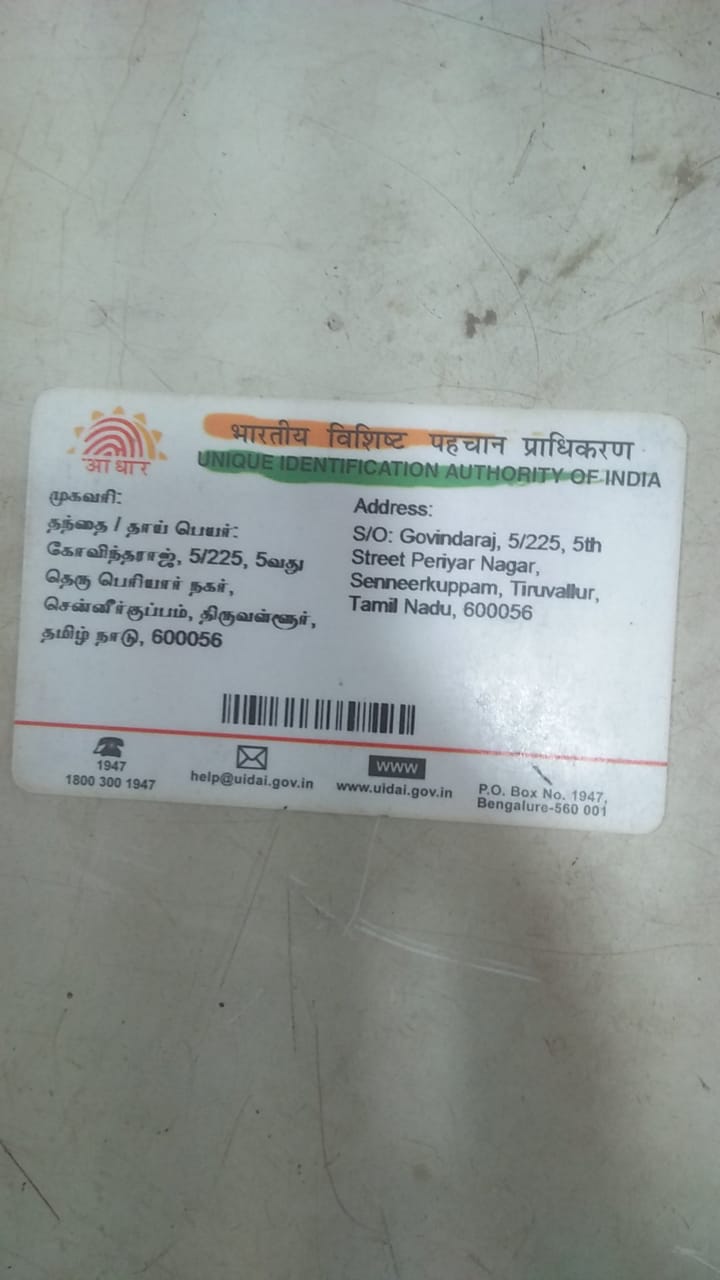 भारतीय विशिष्ट पहचान प्राधिकरण
UNIQUE IDENTIFICATION AUTHORITY OF INDIA
आधार
முகவரி:
தந்தை / தாய் பெயர்:
கோவிந்தராஜ், 5/225, 5வது
தெரு பெரியார் நகர்,
சென்னீர்குப்பம், திருவள்ளூர்,
தமிழ் நாடு, 600056
Address:
S/O: Govindaraj, 5/225, 5th
Street Periyar Nagar,
Senneerkuppam, Tiruvallur,
Tamil Nadu, 600056
1947
1800 300 1947
help@uidai.gov.in
www
www.uidai.gov.in
P.O. Box No. 1947,
Bengaluru-560 001